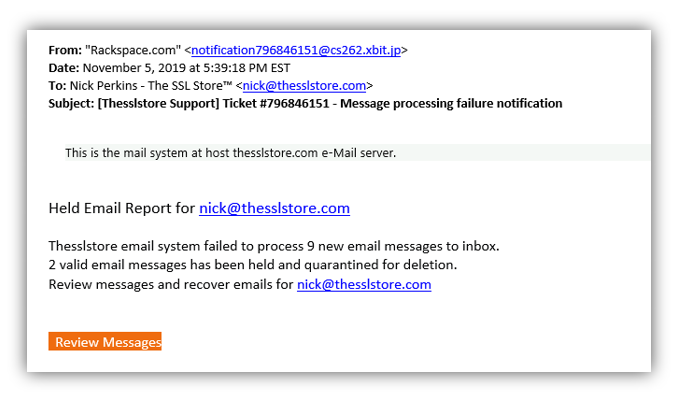 From: "Rackspace.com" <notification796846151@cs262.xbit.jp>
Date: November 5, 2019 at 5:39:18 PM EST
To: Nick Perkins - The SSL Store™ <nick@thesslstore.com>
Subject: [Thesslstore Support] Ticket #796846151 - Message processing failure notification
This is the mail system at host thesslstore.com e-Mail server.
Held Email Report for nick@thesslstore.com
Thesslstore email system failed to process 9 new email messages to inbox.
2 valid email messages has been held and quarantined for deletion.
Review messages and recover emails for nick@thesslstore.com
Review Messages